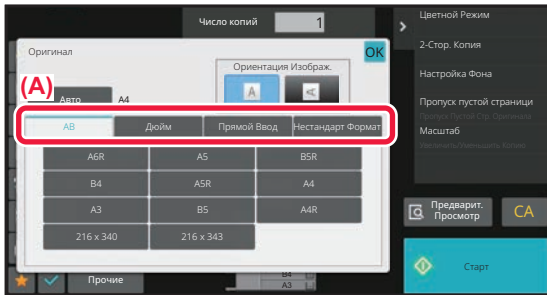 Число копий 1
Цветной Режим
2-Стор. Копия
Настройка Фона
Пропуск пустой страници
Пропуск Пустой Стр. Оригинала
Масштаб
Увеличить/Уменьшить Копию
Оригинал
OK
Ориентация Изображ.
A
A
(A)
Авто A4
AB Дюйм Прямой Ввод Нестандарт Формат
A6R A5 B5R
B4 A5R A4
A3 B5 A4R
216 x 340 216 x 343
Предварит. Просмотр
CA
Старт
Прочие
B4
A3